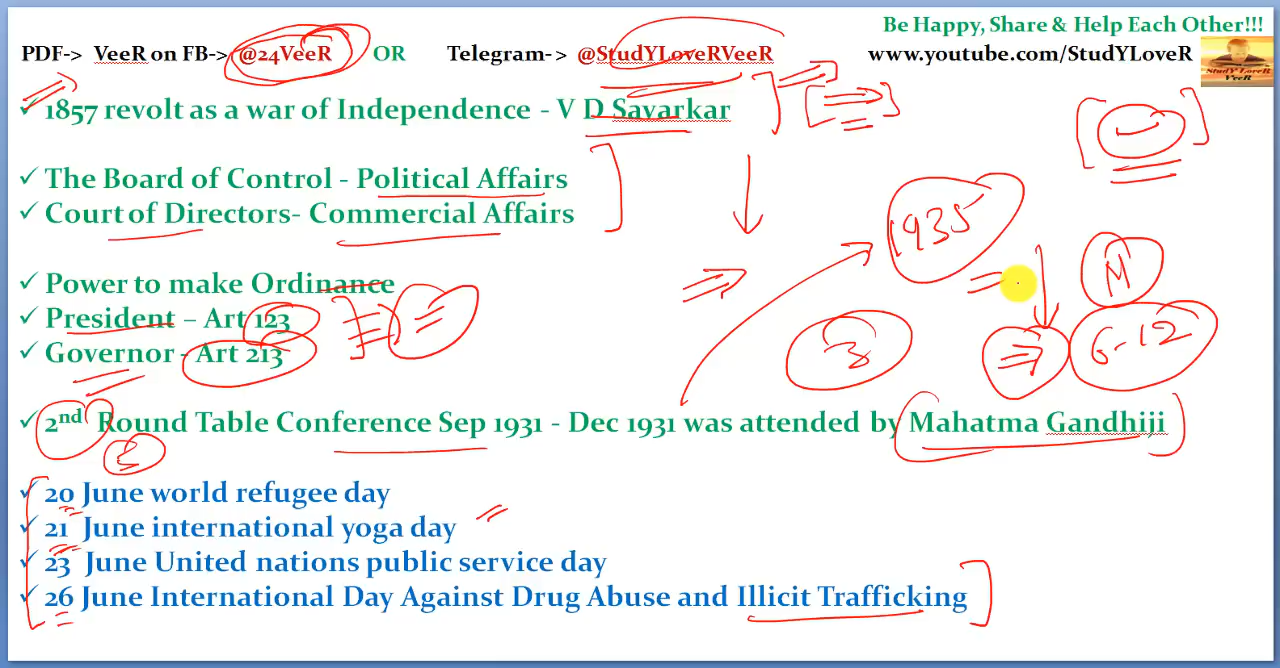 Be Happy, Share & Help Each Other!!!
PDF-> VeeR on FB-> @24VeeR OR Telegram-> @StudYLoveRVeeR www.youtube.com/StudYLoveR
StudY LoveR
VeeR
✓ 1857 revolt as a war of Independence - V D Savarkar
✓ The Board of Control - Political Affairs
✓ Court of Directors- Commercial Affairs
1935
✓ Power to make Ordinance
M
✓ President – Art 123
✓ Governor - Art 213
3
6-12
✓ 2nd Round Table Conference Sep 1931 - Dec 1931 was attended by Mahatma Gandhiji
✓ 20 June world refugee day
✓ 21 June international yoga day
✓ 23 June United nations public service day
✓ 26 June International Day Against Drug Abuse and Illicit Trafficking